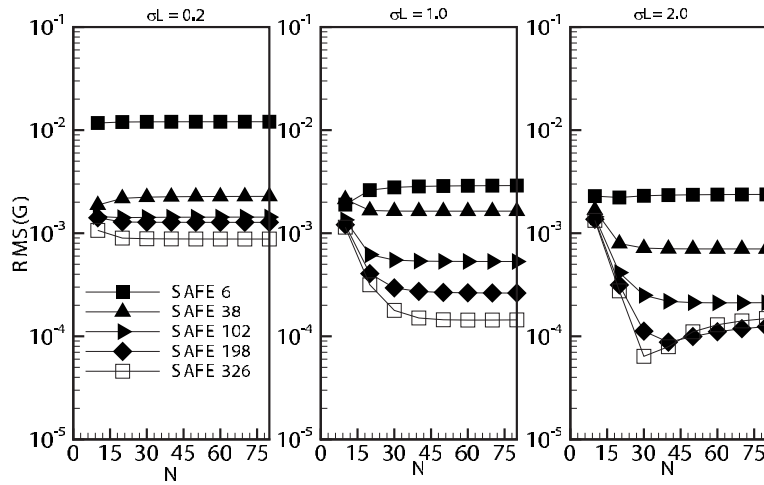 σL = 0.2
σL = 1.0
σL = 2.0
RMS(G)
10⁻¹
10⁻²
10⁻³
10⁻⁴
10⁻⁵
SAFE 6
SAFE 38
SAFE 102
SAFE 198
SAFE 326
0 15 30 45 60 75
N
10⁻¹
10⁻²
10⁻³
10⁻⁴
10⁻⁵
0 15 30 45 60 75
N
10⁻¹
10⁻²
10⁻³
10⁻⁴
10⁻⁵
0 15 30 45 60 75
N